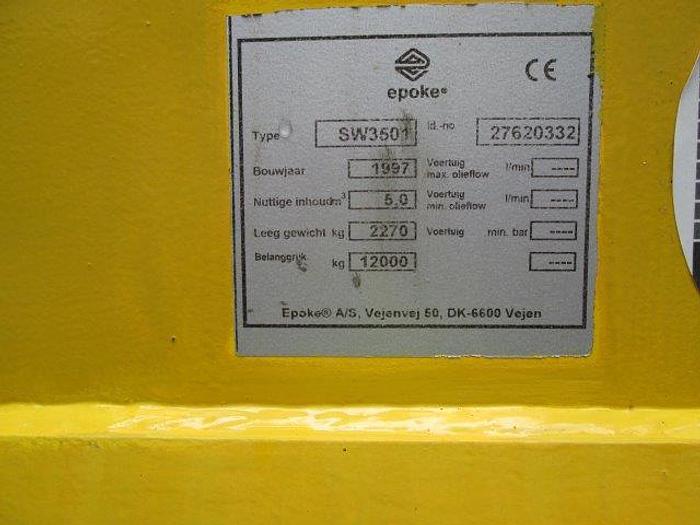 epoke®
CE
Type SW3501 Id.-no 27620332
Bouwjaar 1997 Voertuig max. olieflow l/min ----
Nuttige inhoud m³ 5,0 Voertuig min. olieflow l/min ----
Leeg gewicht kg 2270 Voertuig min. bar ----
Belanggrijk kg 12000 ----
Epoke® A/S, Vejenvej 50, DK-6600 Vejen